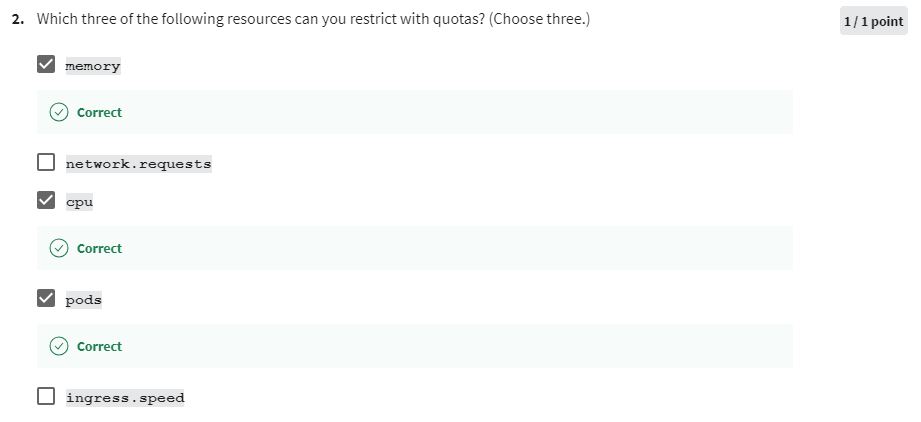 2. Which three of the following resources can you restrict with quotas? (Choose three.)
1 / 1 point
memory
Correct
network.requests
cpu
Correct
pods
Correct
ingress.speed